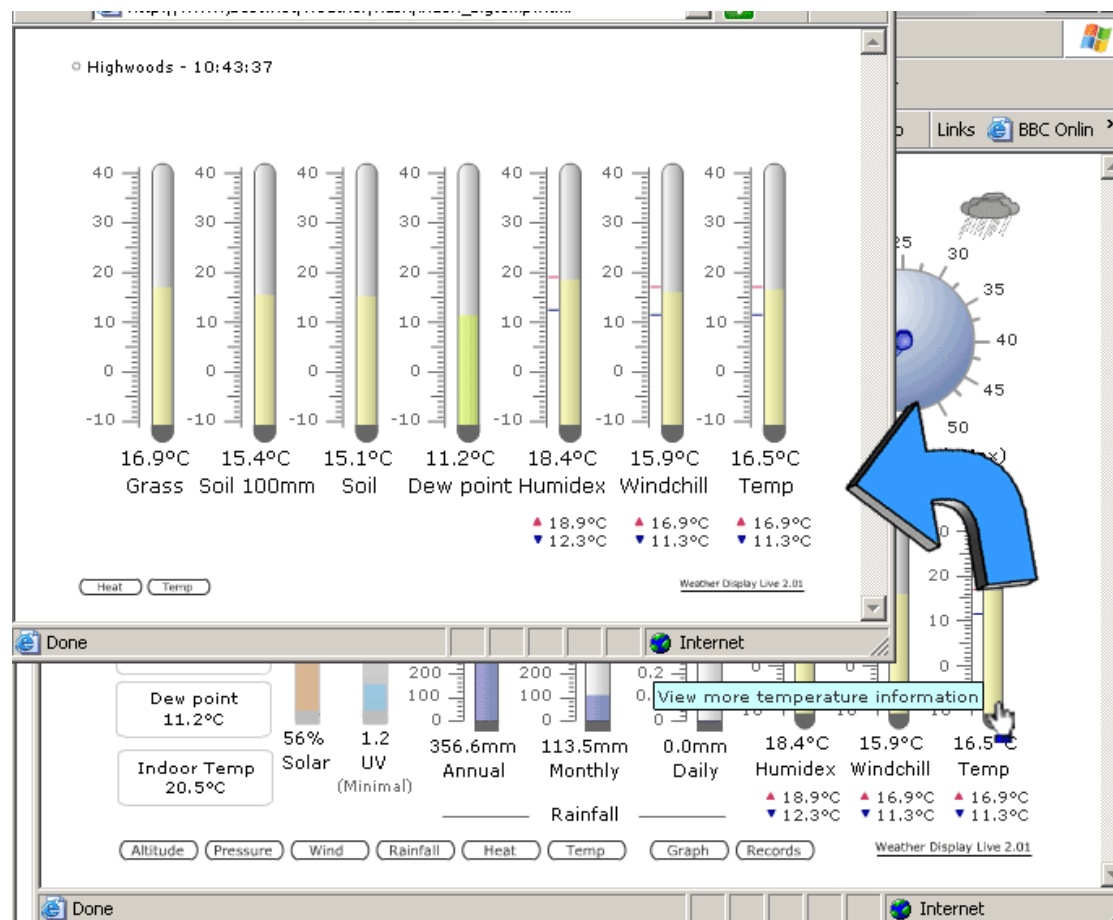 Highwoods - 10:43:37
Links BBC Onlin
40 40 40 40 40 40 40
30 30 30 30 30 30 30
20 20 20 20 20 20 20
10 10 10 10 10 10 10
0 0 0 0 0 0 0
-10 -10 -10 -10 -10 -10 -10
16.9°C 15.4°C 15.1°C 11.2°C 18.4°C 15.9°C 16.5°C
Grass Soil 100mm Soil Dew point Humidex Windchill Temp
18.9°C 16.9°C 16.9°C
12.3°C 11.3°C 11.3°C
Heat Temp
Weather Display Live 2.01
Done Internet
30
35
40
45
50
20
10
0
200 200 0.2
100 100
0 0 0
View more temperature information
Dew point
11.2°C
Indoor Temp
20.5°C
56%
Solar
1.2
UV
(Minimal)
356.6mm 113.5mm 0.0mm
Annual Monthly Daily
Rainfall
18.4°C 15.9°C 16.5°C
Humidex Windchill Temp
18.9°C 16.9°C 16.9°C
12.3°C 11.3°C 11.3°C
Altitude Pressure Wind Rainfall Heat Temp Graph Records
Weather Display Live 2.01
Done Internet